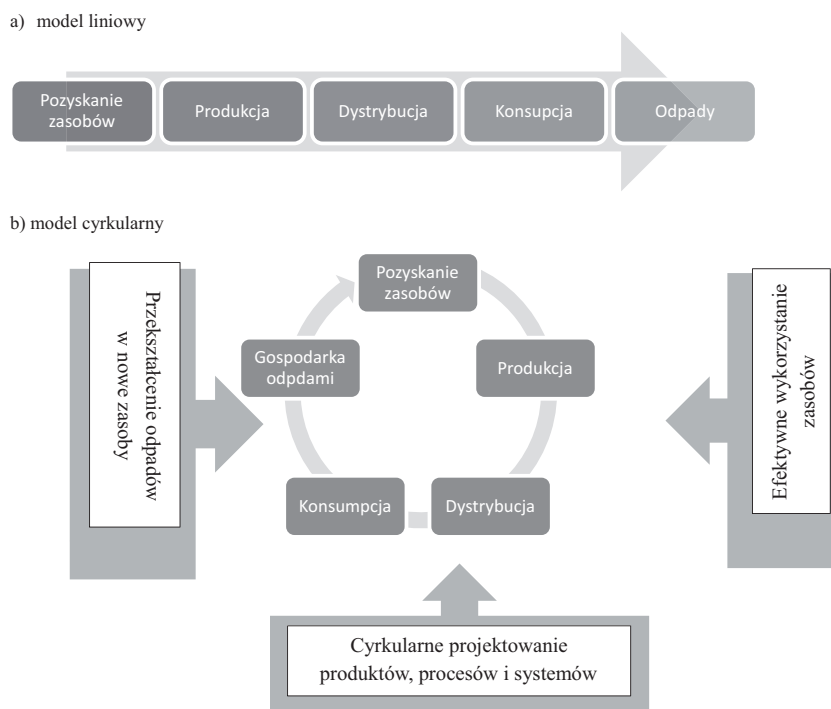 a) model liniowy
Pozyskanie
zasobów
Produkcja
Dystrybucja
Konsupcja
Odpady
b) model cyrkularny
Przekształcenie odpadów
w nowe zasoby
Pozyskanie
zasobów
Gospodarka
odpdami
Produkcja
Konsumpcja
Dystrybucja
Efektywne wykorzystanie
zasobów
Cyrkularne projektowanie
produktów, procesów i systemów